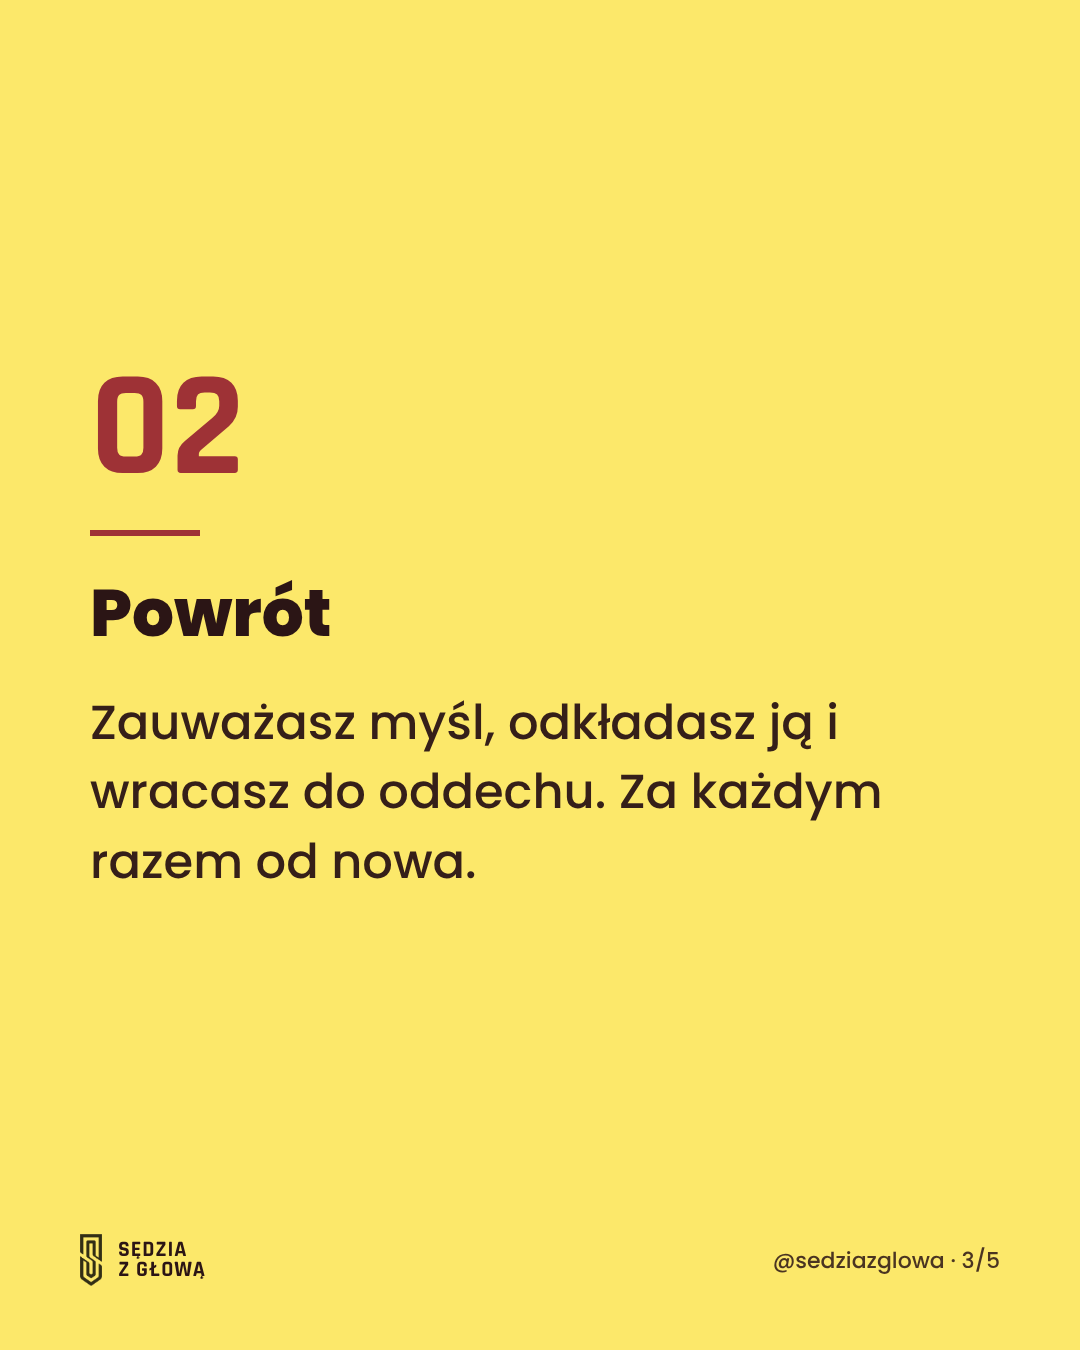 02
Powrót
Zauważasz myśl, odkładasz ją i
wracasz do oddechu. Za każdym
razem od nowa.
SĘDZIA
Z GŁOWĄ
@sedziazglowa · 3/5